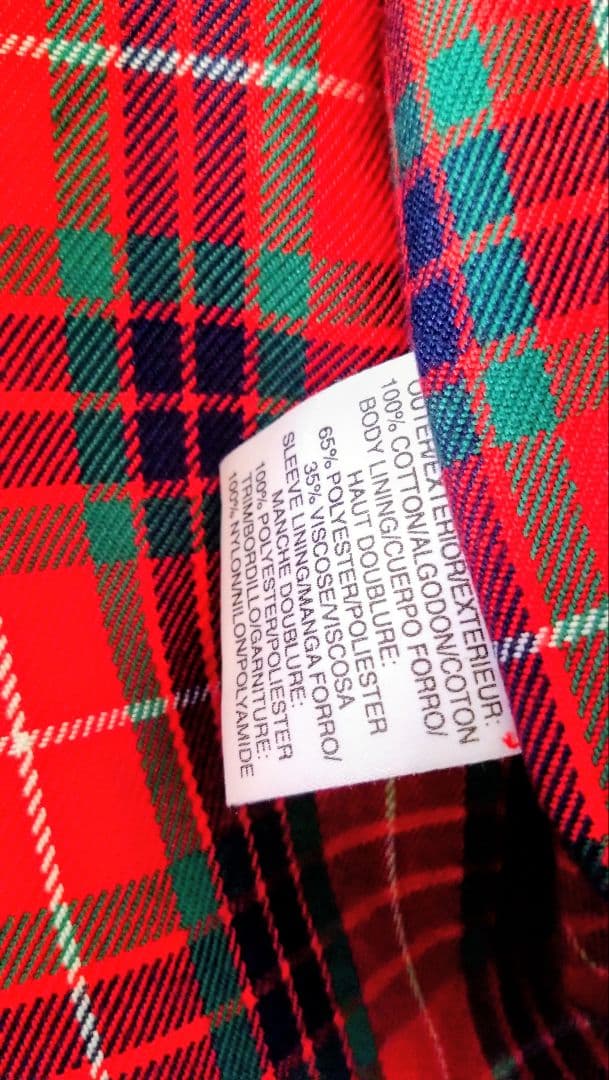 OUTER/EXTERIOR/EXTERIEUR:
100% COTTON/ALGODON/COTON
BODY LINING/CUERPO FORRO/
HAUT DOUBLURE:
65% POLYESTER/POLIESTER
35% VISCOSE/VISCOSA
SLEEVE LINING/MANGA FORRO/
MANCHE DOUBLURE:
100% POLYESTER/POLIESTER
TRIM/BORDILLO/GARNITURE:
100% NYLON/NILON/POLYAMIDE